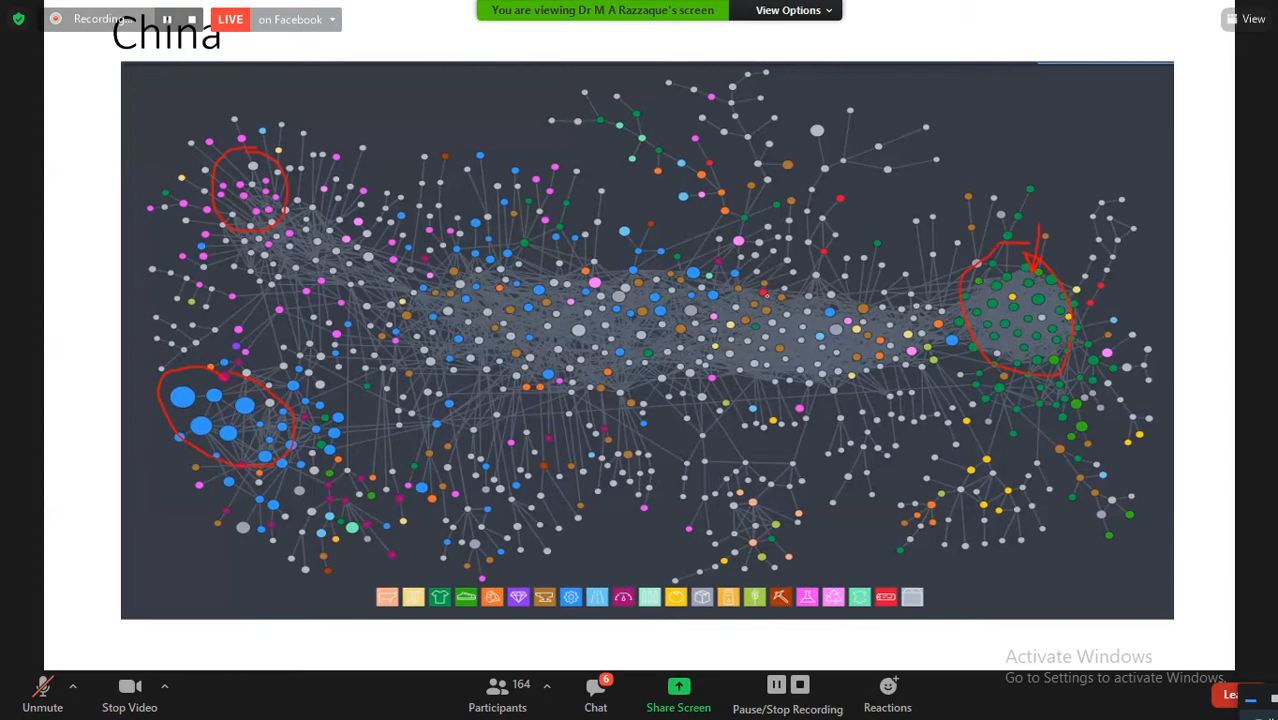 Recording...
LIVE
on Facebook
You are viewing Dr M A Razzaque's screen
View Options
View
China
Activate Windows
Go to Settings to activate Windows.
Unmute
Stop Video
164
Participants
6
Chat
Share Screen
Pause/Stop Recording
Reactions